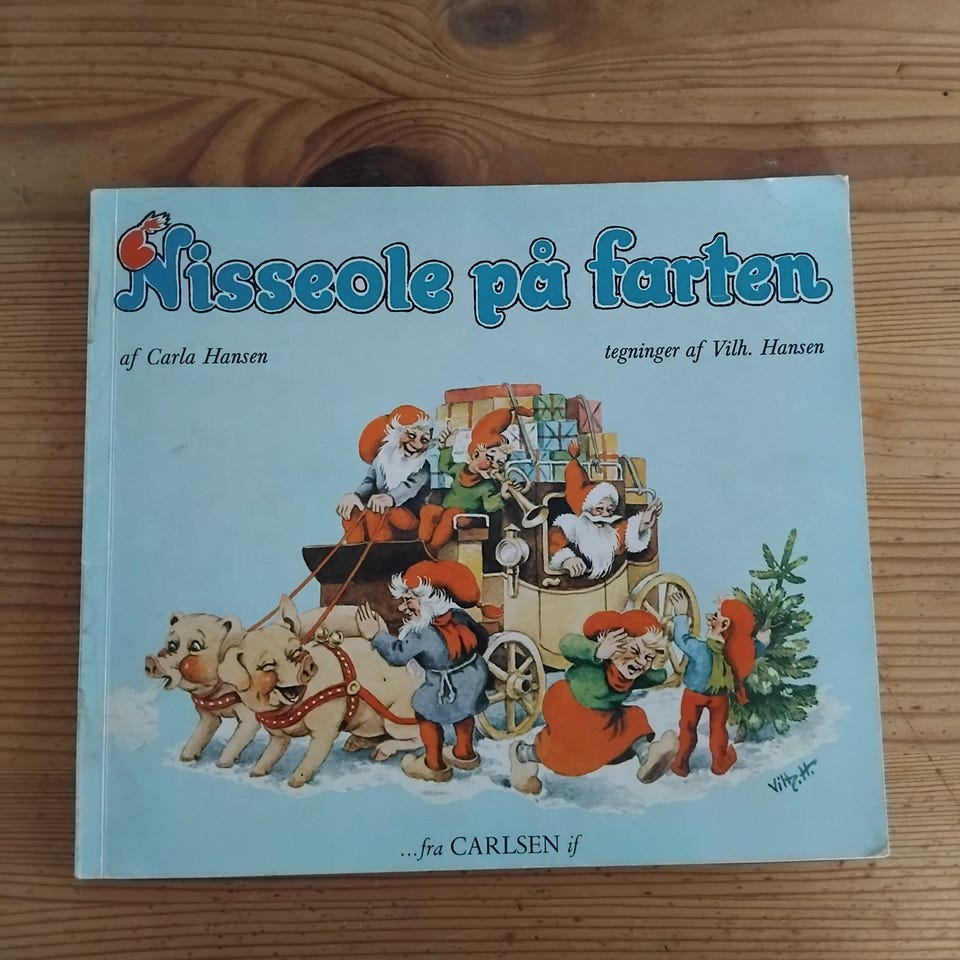 Nisseole på farten
af Carla Hansen
tegninger af Vilh. Hansen
Vilh. H.
...fra CARLSEN if